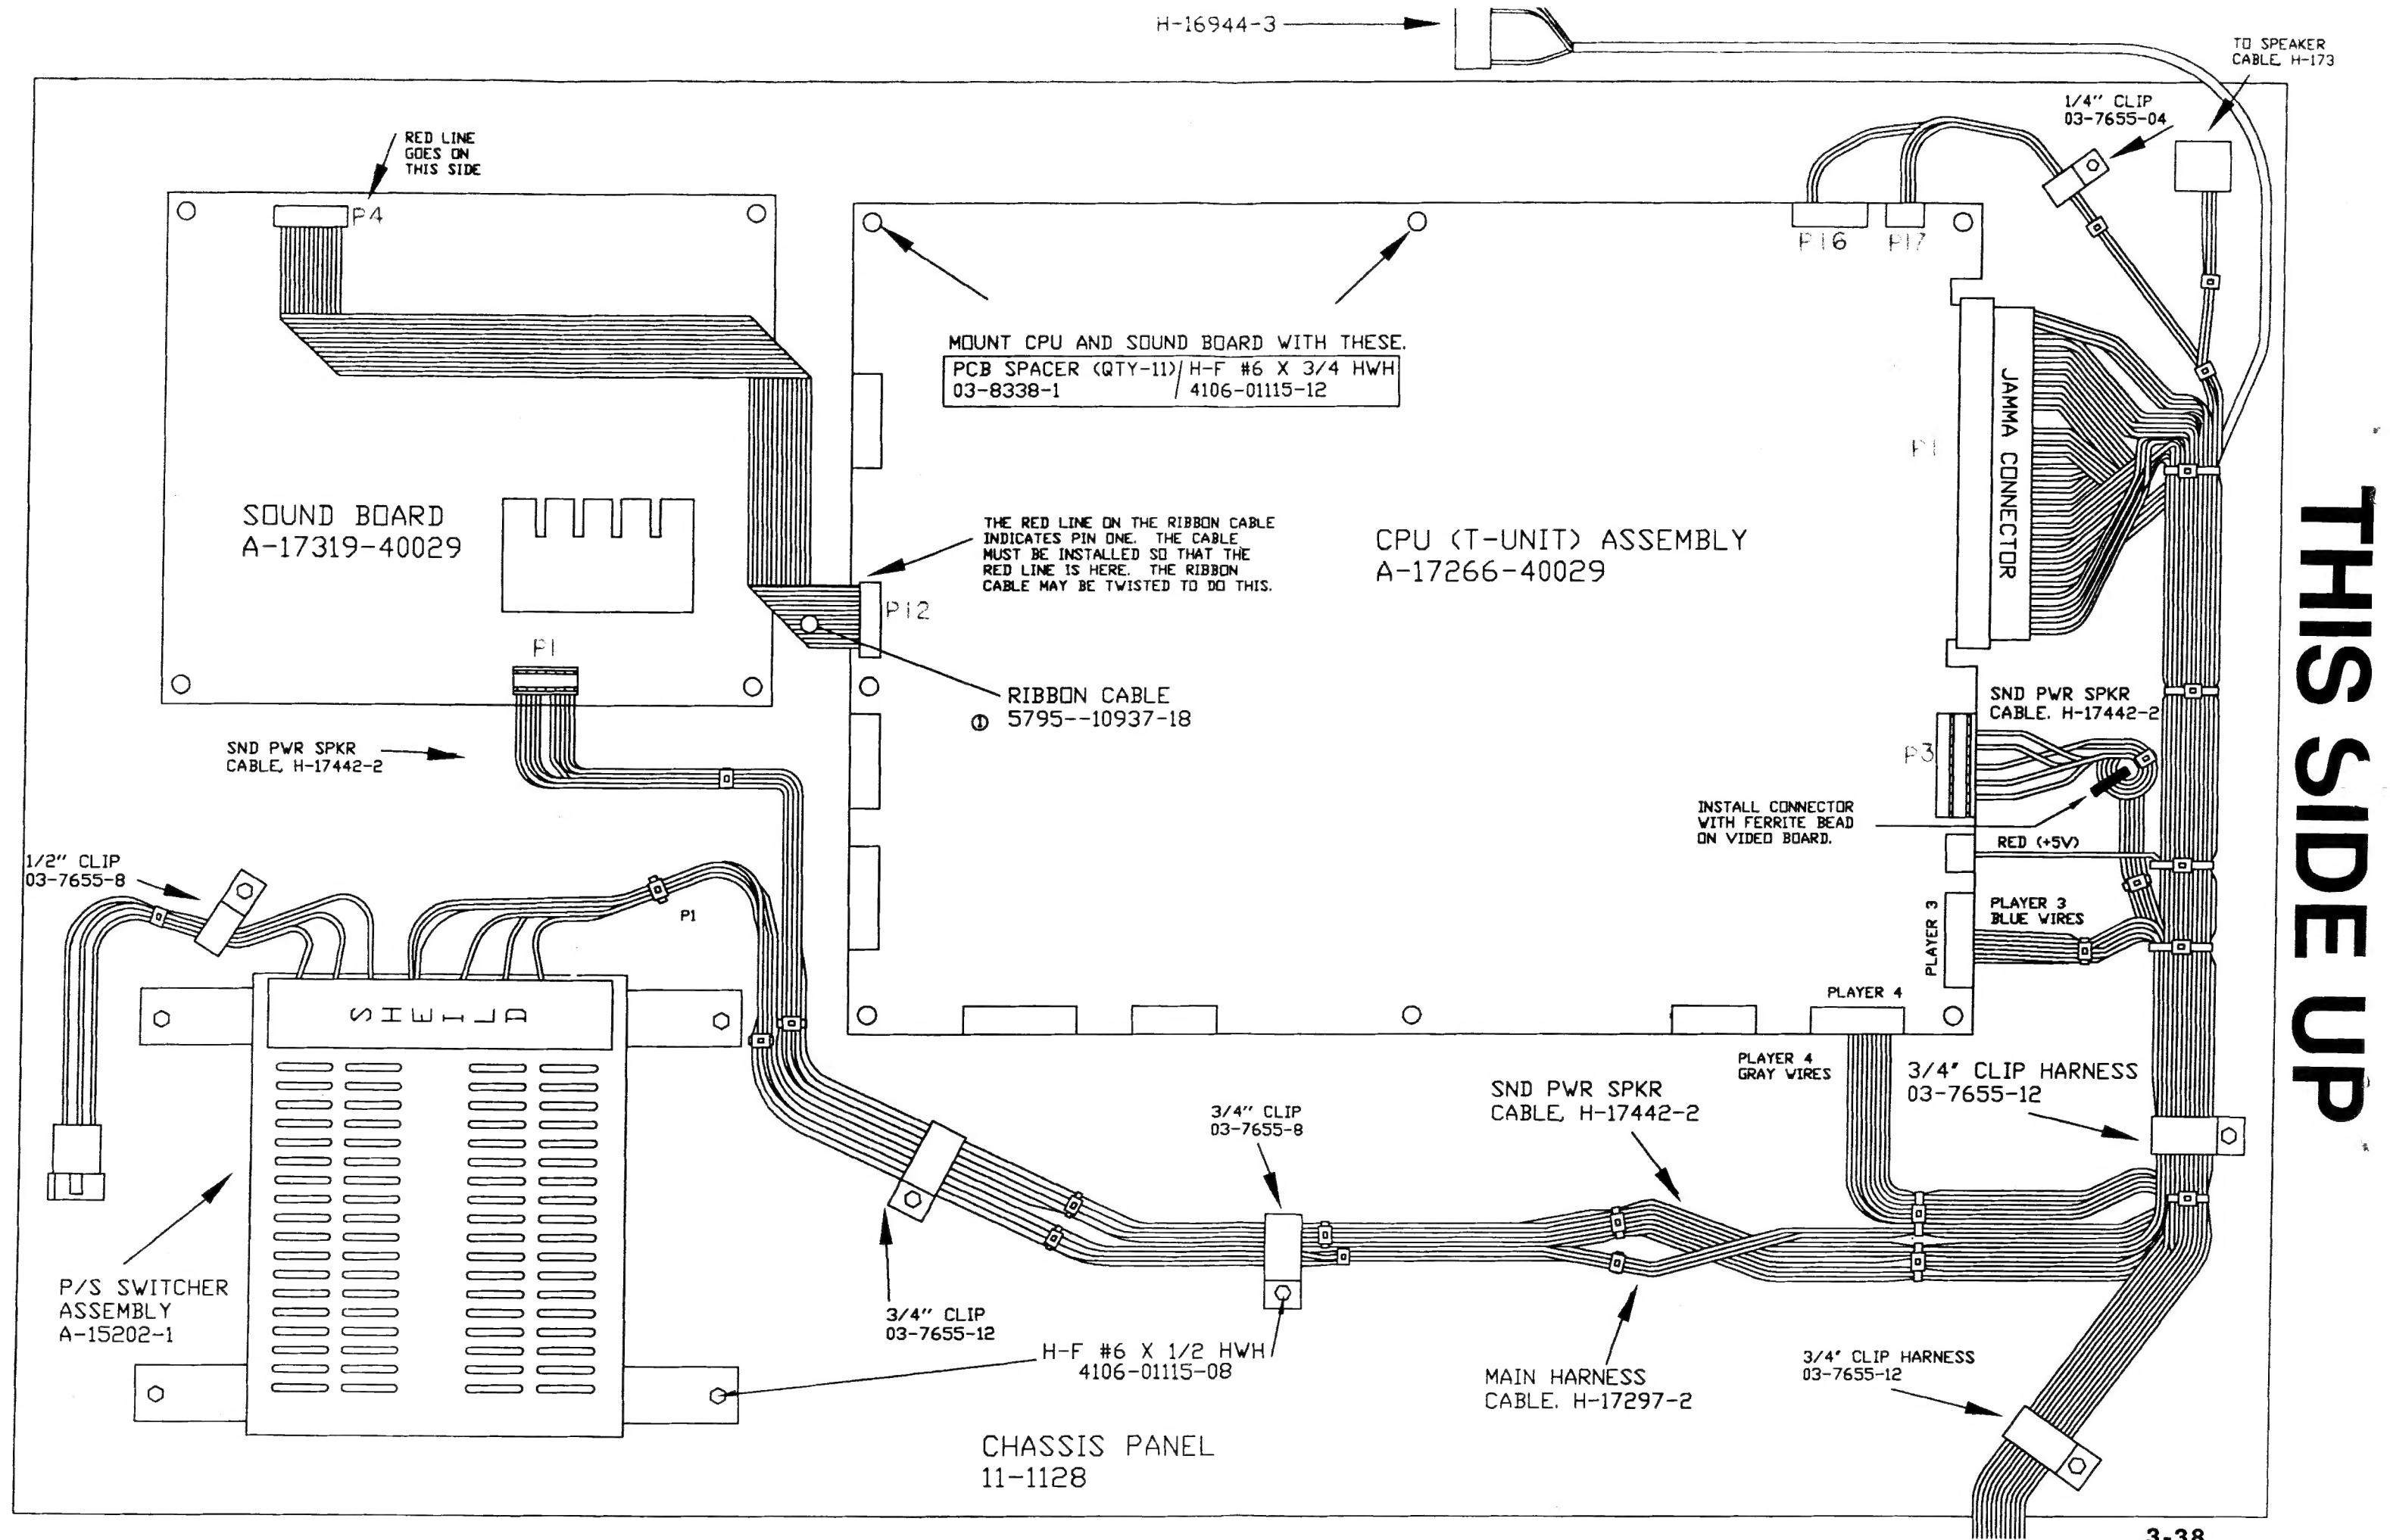 H-16944-3
TO SPEAKER
CABLE, H-173
1/4" CLIP
03-7655-04
RED LINE
GOES ON
THIS SIDE
P4
P16
P17
MOUNT CPU AND SOUND BOARD WITH THESE.
PCB SPACER (QTY-11)/ H-F #6 X 3/4 HWH
03-8338-1 / 4106-01115-12
JAMMA CONNECTOR
P1
THIS SIDE UP
SOUND BOARD
A-17319-40029
THE RED LINE ON THE RIBBON CABLE
INDICATES PIN ONE. THE CABLE
MUST BE INSTALLED SO THAT THE
RED LINE IS HERE. THE RIBBON
CABLE MAY BE TWISTED TO DO THIS.
CPU (T-UNIT) ASSEMBLY
A-17266-40029
P12
P1
RIBBON CABLE
① 5795--10937-18
SND PWR SPKR
CABLE. H-17442-2
SND PWR SPKR
CABLE, H-17442-2
P3
INSTALL CONNECTOR
WITH FERRITE BEAD
ON VIDEO BOARD.
RED (+5V)
1/2" CLIP
03-7655-8
P1
PLAYER 3
PLAYER 3
BLUE WIRES
PLAYER 4
SHEILA
PLAYER 4
GRAY WIRES
3/4" CLIP HARNESS
03-7655-12
SND PWR SPKR
CABLE, H-17442-2
3/4" CLIP
03-7655-8
P/S SWITCHER
ASSEMBLY
A-15202-1
3/4" CLIP
03-7655-12
H-F #6 X 1/2 HWH
4106-01115-08
MAIN HARNESS
CABLE. H-17297-2
3/4" CLIP HARNESS
03-7655-12
CHASSIS PANEL
11-1128
3-38